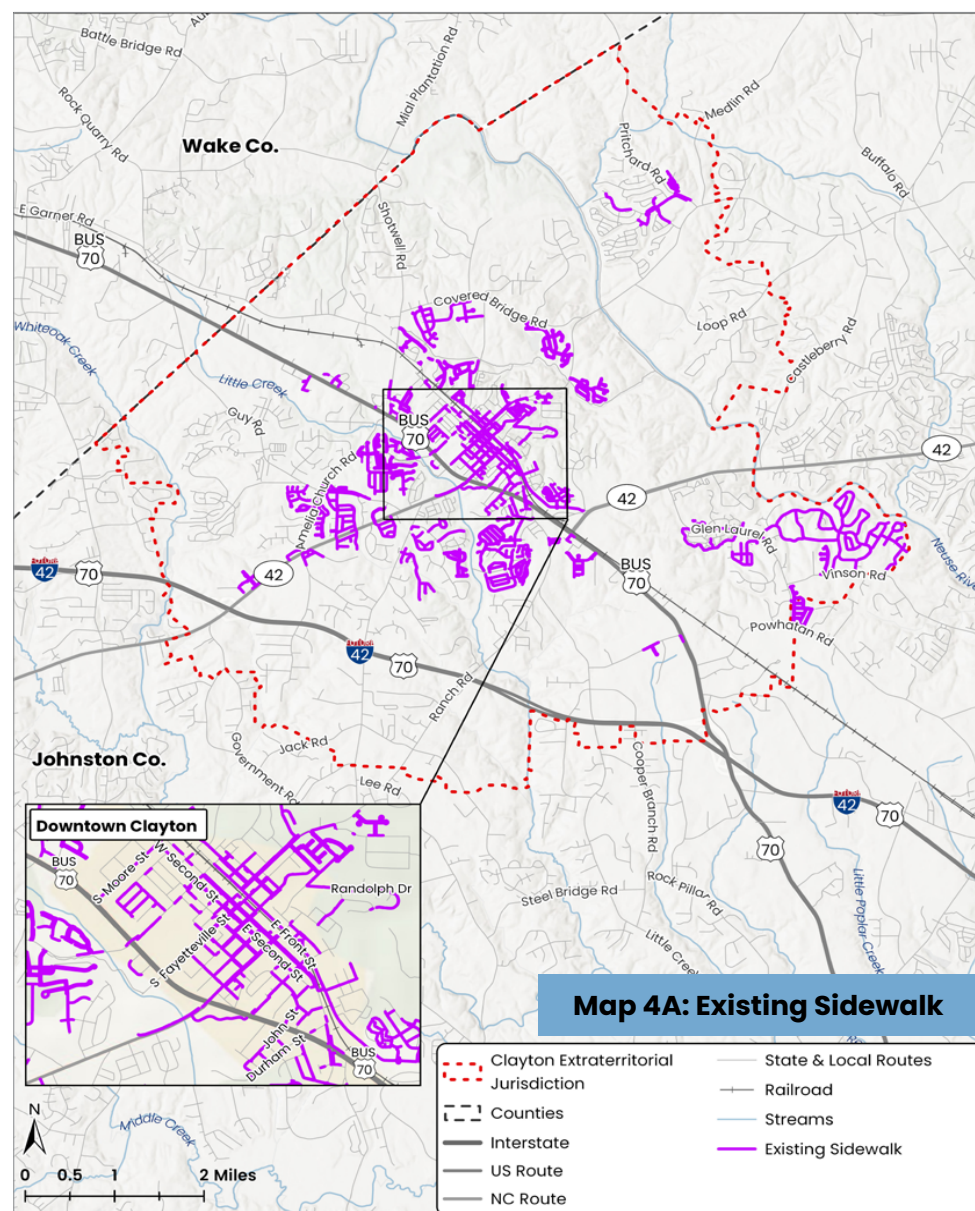 Battle Bridge Rd
Rock Quarry Rd
Mial Plantation Rd
Medlin Rd
Pritchard Rd
Buffalo Rd
Wake Co.
E Garner Rd
BUS
70
Shotwell Rd
Covered Bridge Rd
Loop Rd
Castleberry Rd
Whiteoak Creek
Little Creek
Guy Rd
BUS
70
42
Amelia Church Rd
42
Glen Laurel Rd
Neuse River
42
70
42
BUS
70
Vinson Rd
Powhatan Rd
42
70
Ranch Rd
Johnston Co.
Jack Rd
Government Rd
Lee Rd
Cooper Branch Rd
42
70
70
Steel Bridge Rd
Rock Pillar Rd
Little Poplar Creek
Little Creek
Downtown Clayton
BUS
70
S Moore St
W Second St
Randolph Dr
S Fayetteville St
E Front St
E Second St
John St
Durham St
BUS
70
Middle Creek
Map 4A: Existing Sidewalk
Clayton Extraterritorial
Jurisdiction
Counties
Interstate
US Route
NC Route
State & Local Routes
Railroad
Streams
Existing Sidewalk
N
0 0.5 1 2 Miles